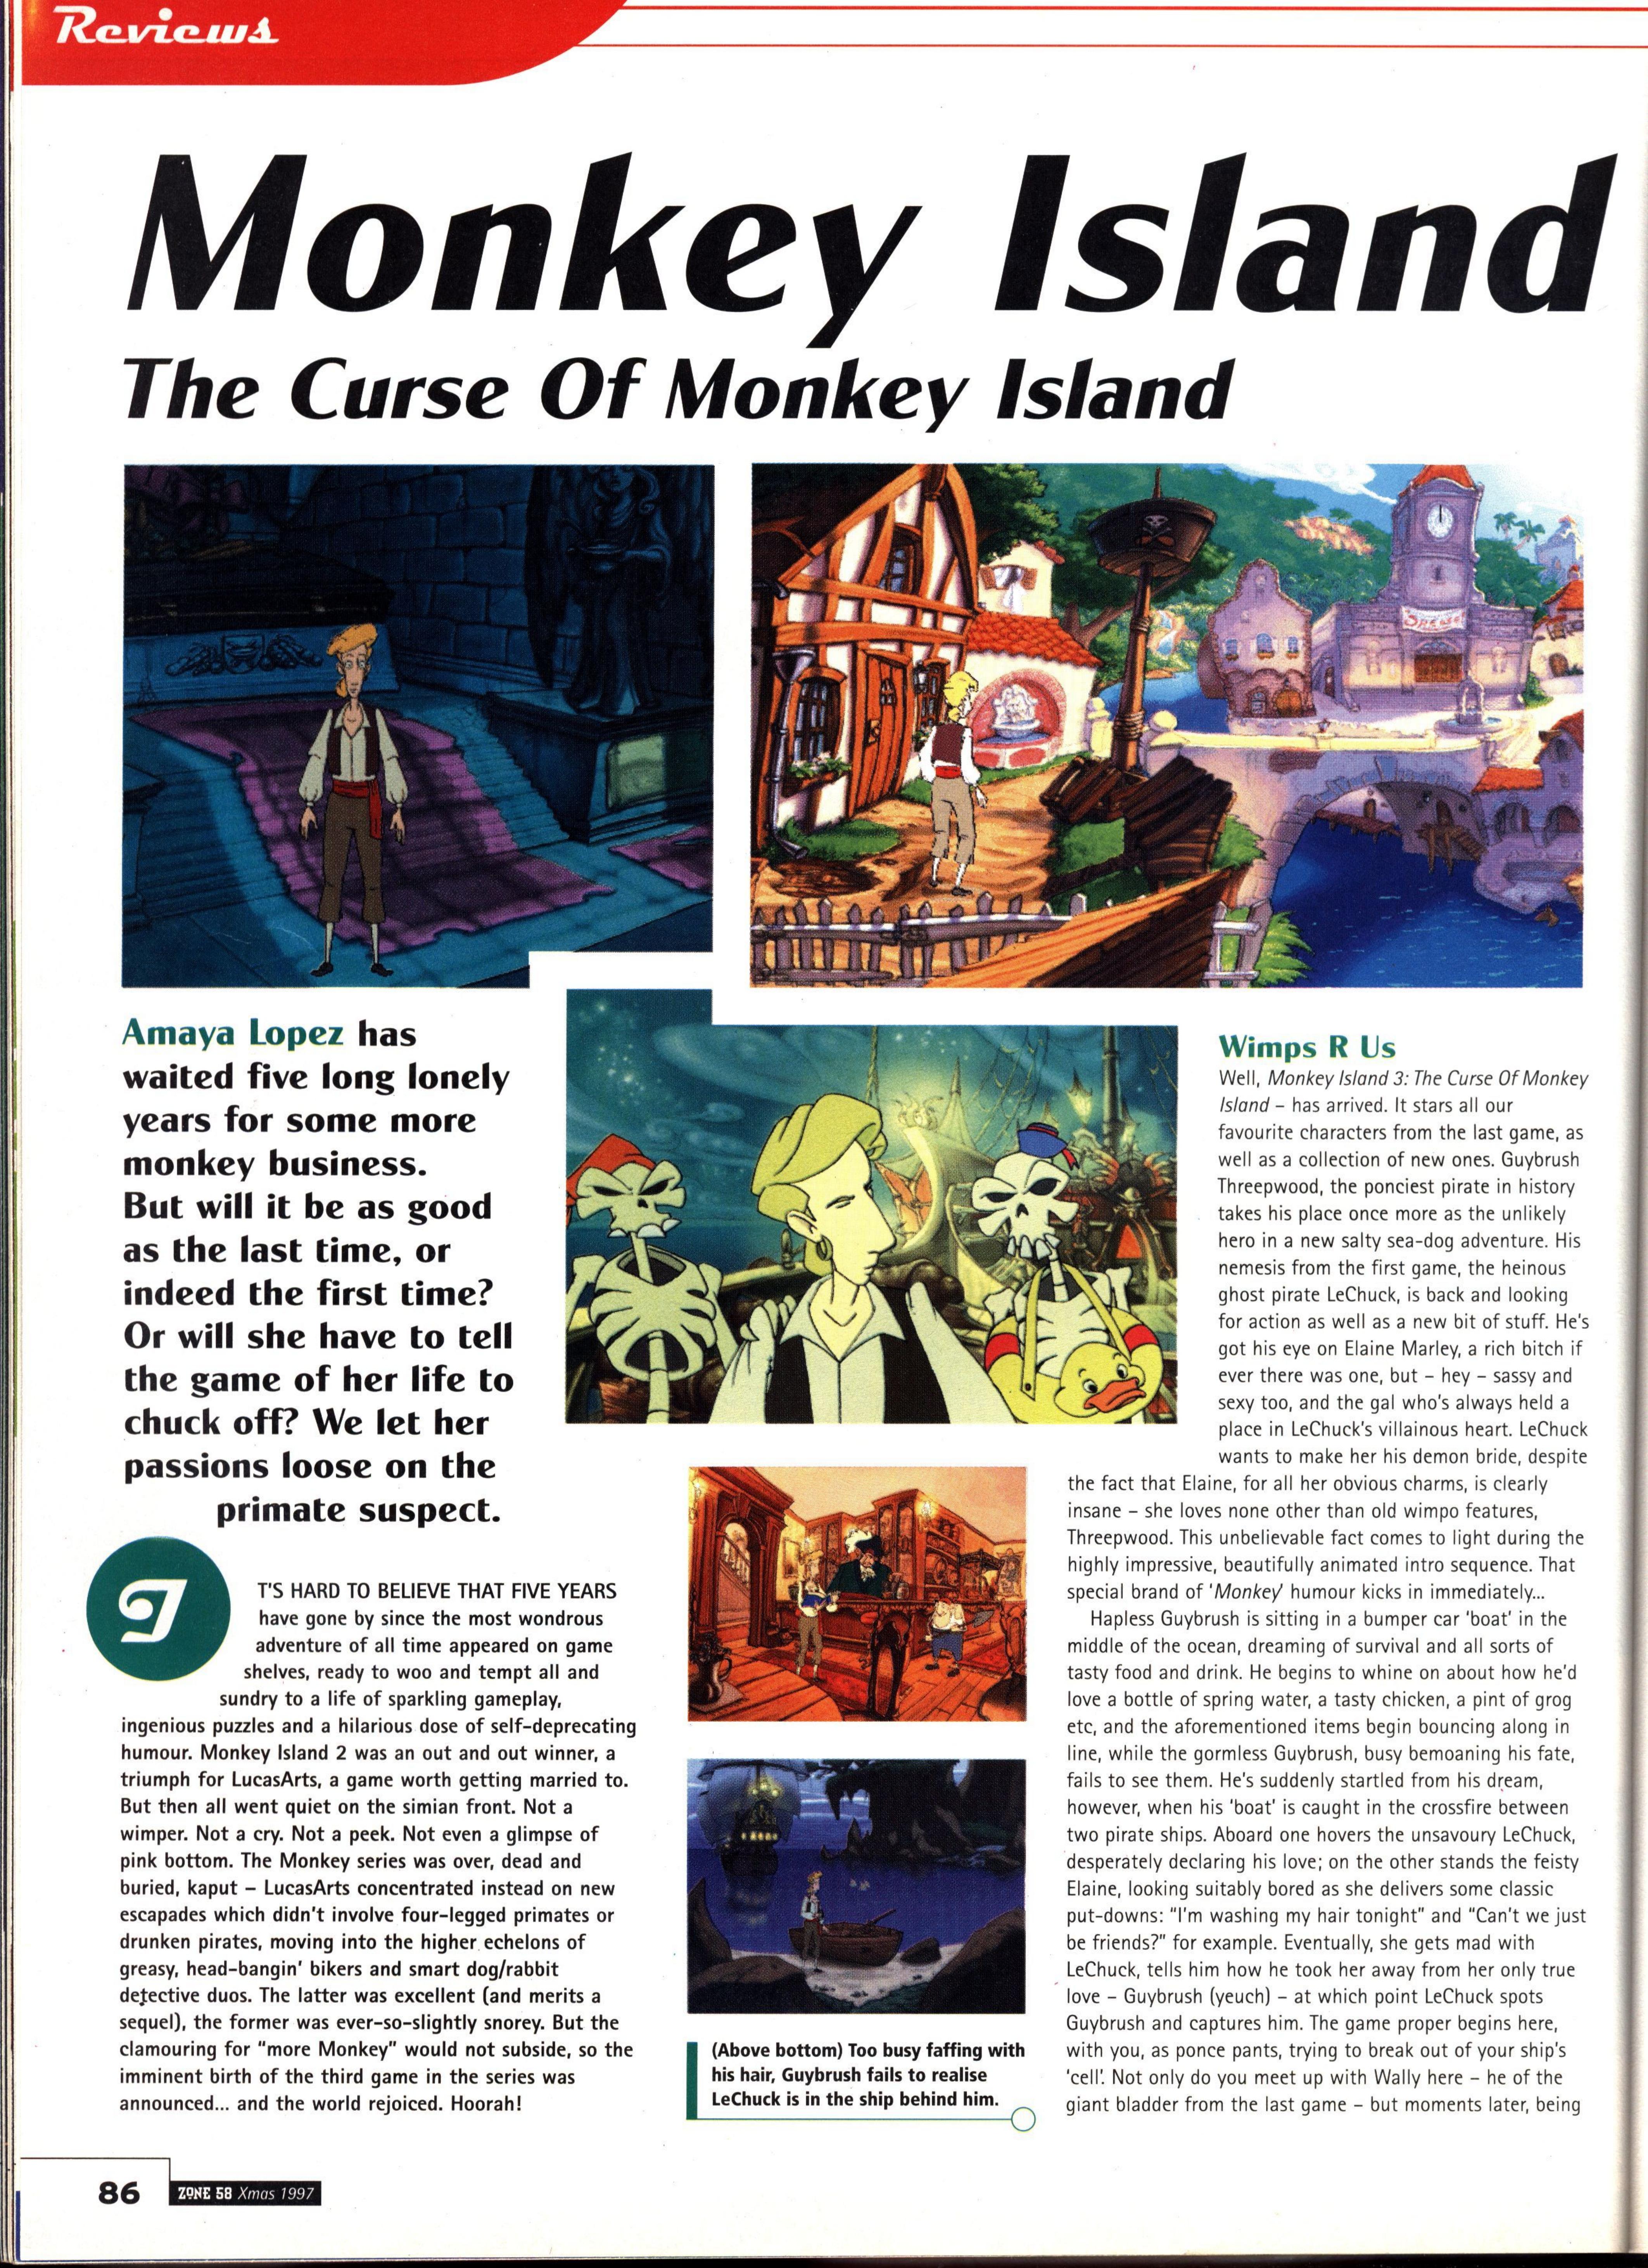 Reviews
Monkey Island
The Curse Of Monkey Island
Amaya Lopez has
waited five long lonely
years for some more
monkey business.
But will it be as good
as the last time, or
indeed the first time?
Or will she have to tell
the game of her life to
chuck off? We let her
passions loose on the
primate suspect.
I
T'S HARD TO BELIEVE THAT FIVE YEARS
have gone by since the most wondrous
adventure of all time appeared on game
shelves, ready to woo and tempt all and
sundry to a life of sparkling gameplay,
ingenious puzzles and a hilarious dose of self-deprecating
humour. Monkey Island 2 was an out and out winner, a
triumph for LucasArts, a game worth getting married to.
But then all went quiet on the simian front. Not a
wimper. Not a cry. Not a peek. Not even a glimpse of
pink bottom. The Monkey series was over, dead and
buried, kaput – LucasArts concentrated instead on new
escapades which didn't involve four-legged primates or
drunken pirates, moving into the higher echelons of
greasy, head-bangin' bikers and smart dog/rabbit
detective duos. The latter was excellent (and merits a
sequel), the former was ever-so-slightly snorey. But the
clamouring for "more Monkey" would not subside, so the
imminent birth of the third game in the series was
announced... and the world rejoiced. Hoorah!
(Above bottom) Too busy faffing with
his hair, Guybrush fails to realise
LeChuck is in the ship behind him.
Wimps R Us
Well, Monkey Island 3: The Curse Of Monkey
Island – has arrived. It stars all our
favourite characters from the last game, as
well as a collection of new ones. Guybrush
Threepwood, the ponciest pirate in history
takes his place once more as the unlikely
hero in a new salty sea-dog adventure. His
nemesis from the first game, the heinous
ghost pirate LeChuck, is back and looking
for action as well as a new bit of stuff. He's
got his eye on Elaine Marley, a rich bitch if
ever there was one, but – hey – sassy and
sexy too, and the gal who's always held a
place in LeChuck's villainous heart. LeChuck
wants to make her his demon bride, despite
the fact that Elaine, for all her obvious charms, is clearly
insane – she loves none other than old wimpo features,
Threepwood. This unbelievable fact comes to light during the
highly impressive, beautifully animated intro sequence. That
special brand of 'Monkey' humour kicks in immediately...
Hapless Guybrush is sitting in a bumper car 'boat' in the
middle of the ocean, dreaming of survival and all sorts of
tasty food and drink. He begins to whine on about how he'd
love a bottle of spring water, a tasty chicken, a pint of grog
etc, and the aforementioned items begin bouncing along in
line, while the gormless Guybrush, busy bemoaning his fate,
fails to see them. He's suddenly startled from his dream,
however, when his 'boat' is caught in the crossfire between
two pirate ships. Aboard one hovers the unsavoury LeChuck,
desperately declaring his love; on the other stands the feisty
Elaine, looking suitably bored as she delivers some classic
put-downs: "I'm washing my hair tonight" and "Can't we just
be friends?" for example. Eventually, she gets mad with
LeChuck, tells him how he took her away from her only true
love – Guybrush (yeuch) – at which point LeChuck spots
Guybrush and captures him. The game proper begins here,
with you, as ponce pants, trying to break out of your ship's
'cell'. Not only do you meet up with Wally here – he of the
giant bladder from the last game – but moments later, being
86
ZONE 58 Xmas 1997